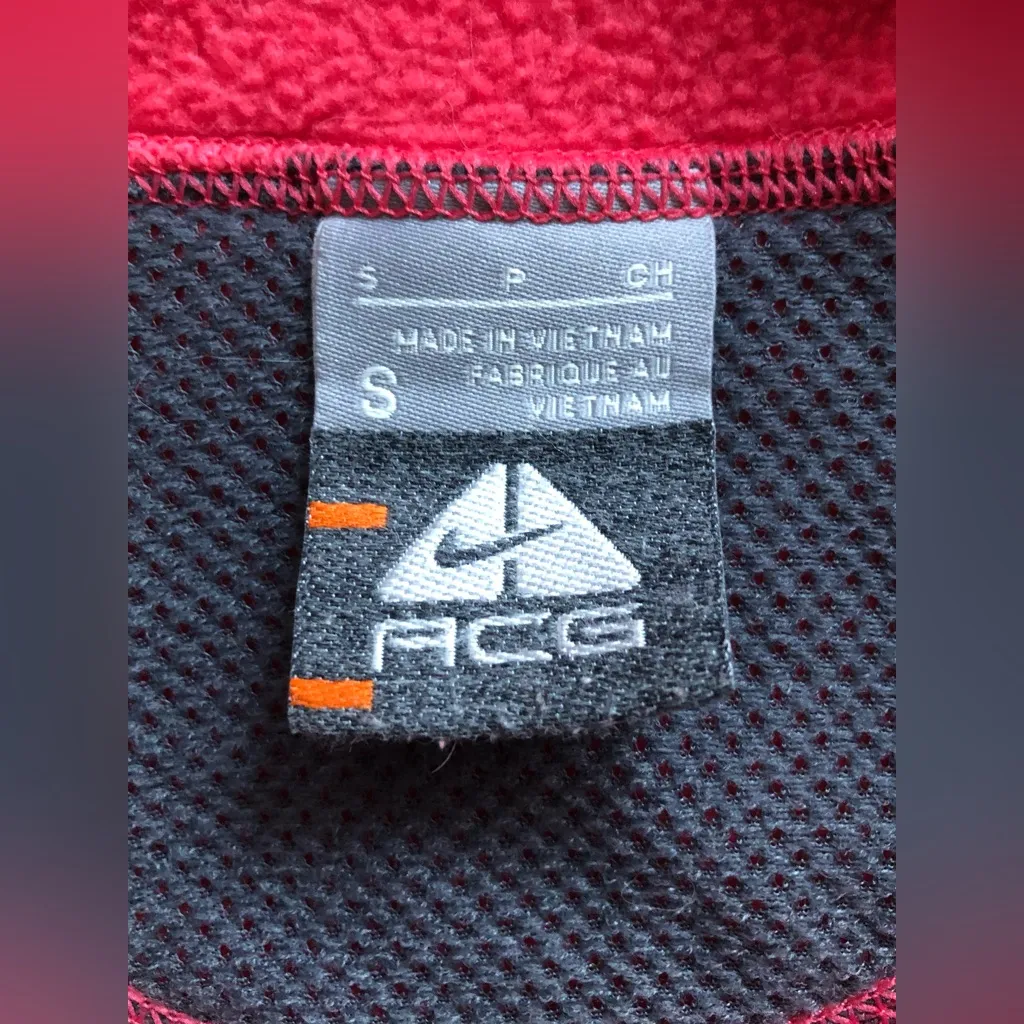 S P CH
MADE IN VIETNAM
FABRIQUE AU
S VIETNAM
ACG